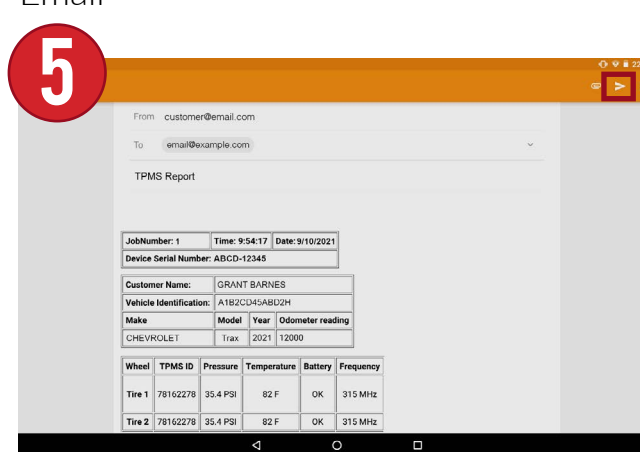 Email
5
22
From customer@email.com
To email@example.com
TPMS Report
JobNumber: 1 Time: 9:54:17 Date: 9/10/2021
Device Serial Number: ABCD-12345
Customer Name: GRANT BARNES
Vehicle Identification: A1B2CD45ABD2H
Make Model Year Odometer reading
CHEVROLET Trax 2021 12000
Wheel TPMS ID Pressure Temperature Battery Frequency
Tire 1 78162278 35.4 PSI 82 F OK 315 MHz
Tire 2 78162278 35.4 PSI 82 F OK 315 MHz